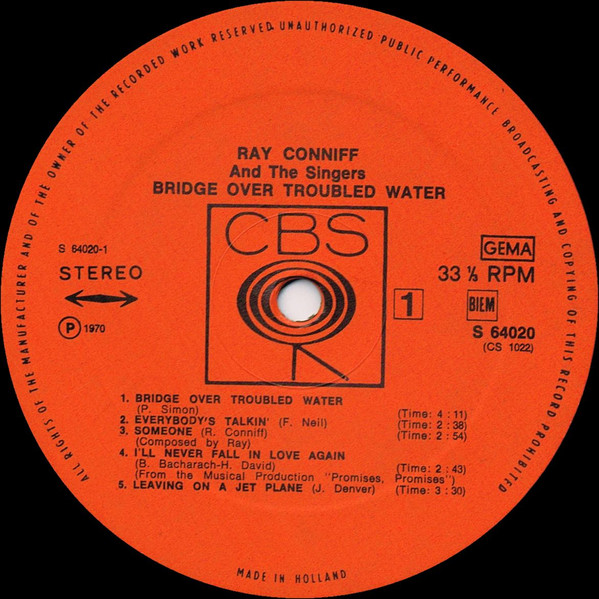 ALL RIGHTS OF THE MANUFACTURER AND OF THE OWNER OF THE RECORDED WORK RESERVED. UNAUTHORIZED PUBLIC PERFORMANCE BROADCASTING AND COPYING OF THIS RECORD PROHIBITED
RAY CONNIFF
And The Singers
BRIDGE OVER TROUBLED WATER
CBS
S 64020-1
STEREO
Ⓟ 1970
GEMA
33 ⅓ RPM
1 BIEM
S 64020
(CS 1022)
1. BRIDGE OVER TROUBLED WATER
(P. Simon) (Time: 4 : 11)
2. EVERYBODY'S TALKIN' (F. Neil) (Time: 2 : 38)
3. SOMEONE (R. Conniff) (Time: 2 : 54)
(Composed by Ray)
4. I'LL NEVER FALL IN LOVE AGAIN
(B. Bacharach-H. David) (Time: 2 : 43)
(From the Musical Production "Promises, Promises")
5. LEAVING ON A JET PLANE (J. Denver) (Time: 3 : 30)
MADE IN HOLLAND